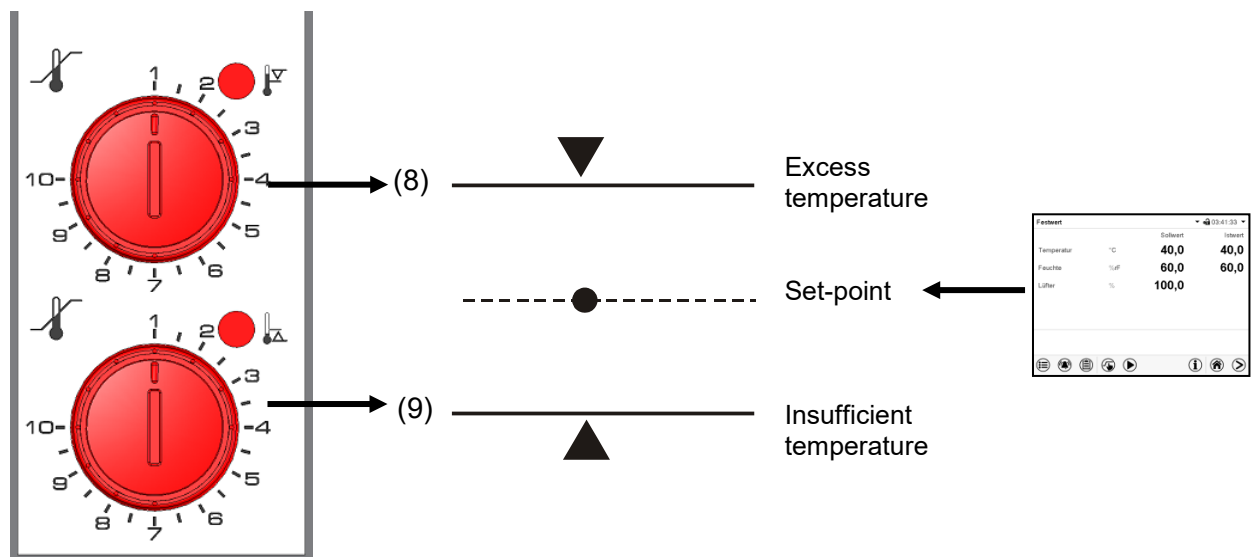 1
2
3
4
5
6
7
8
9
10
(8)
Excess
temperature
Festwert 03:41:33
Sollwert Istwert
Temperatur °C 40,0 40,0
Feuchte %rF 60,0 60,0
Lüfter % 100,0
Set-point
1
2
3
4
5
6
7
8
9
10
(9)
Insufficient
temperature